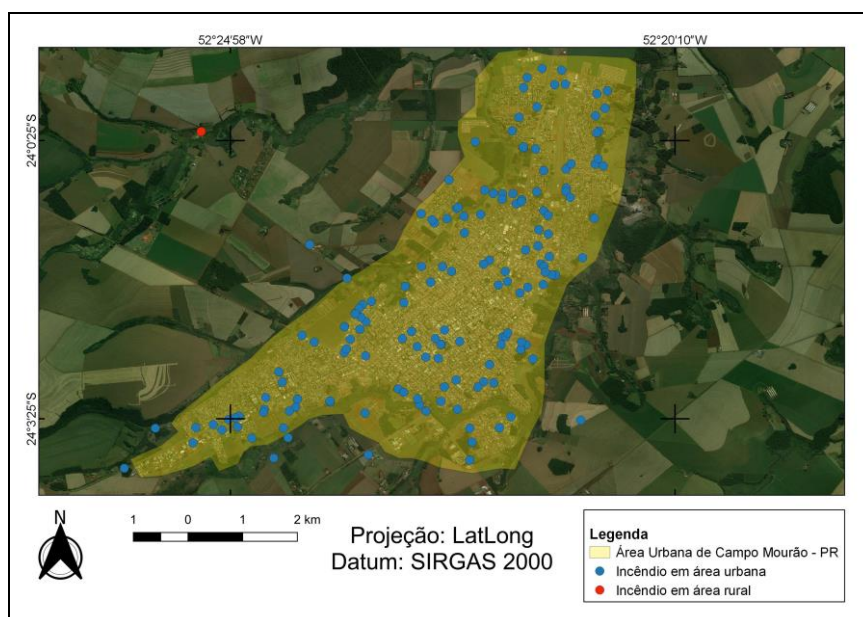 52°24'58"W
52°20'10"W
24°0'25"S
24°3'25"S
N
1 0 1 2 km
Projeção: LatLong
Datum: SIRGAS 2000
Legenda
Área Urbana de Campo Mourão - PR
Incêndio em área urbana
Incêndio em área rural